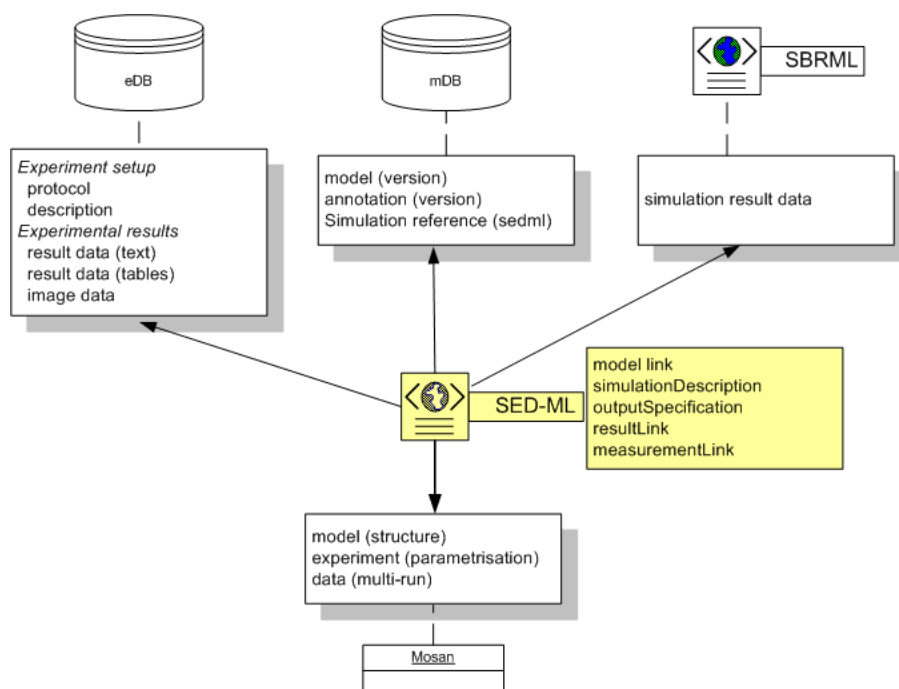 eDB
mDB
SBRML
Experiment setup
protocol
description
Experimental results
result data (text)
result data (tables)
image data
model (version)
annotation (version)
Simulation reference (sedml)
simulation result data
SED-ML
model link
simulationDescription
outputSpecification
resultLink
measurementLink
model (structure)
experiment (parametrisation)
data (multi-run)
Mosan